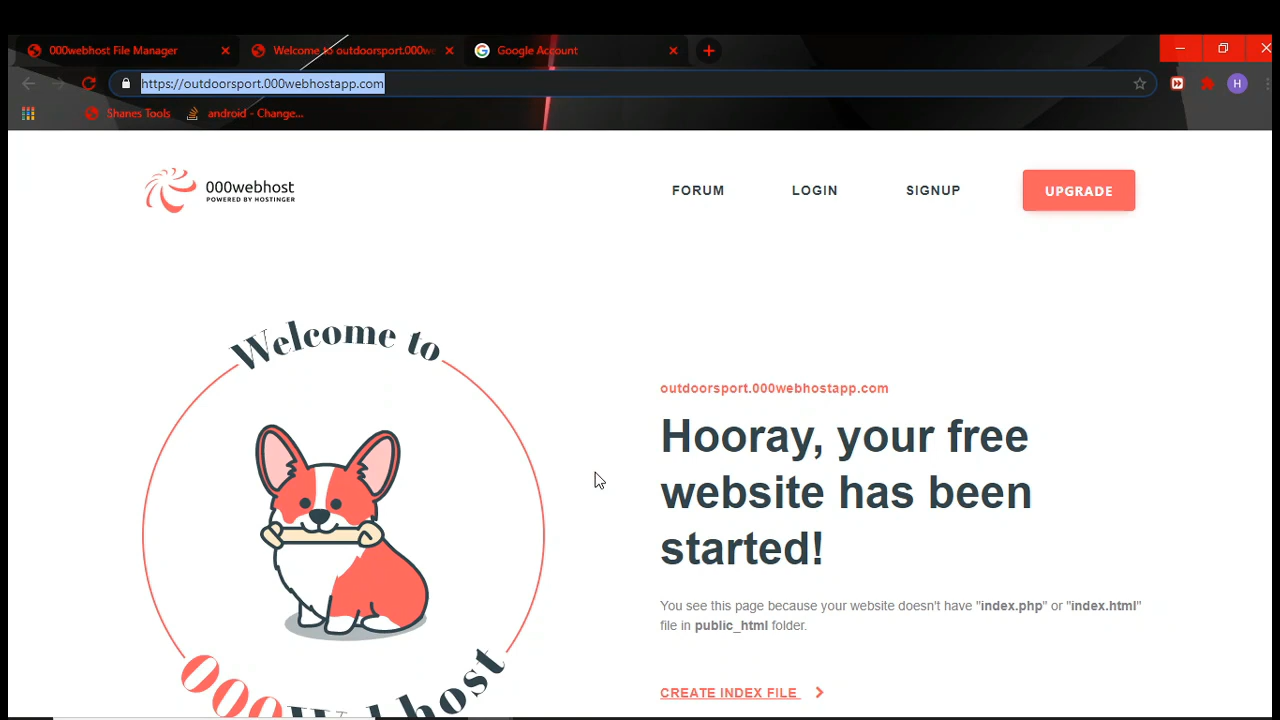 000webhost File Manager
Welcome to outdoorsport.000we
Google Account
https://outdoorsport.000webhostapp.com
H
Shanes Tools
android - Change...
000webhost
POWERED BY HOSTINGER
FORUM
LOGIN
SIGNUP
UPGRADE
Welcome to
000webhost
outdoorsport.000webhostapp.com
Hooray, your free
website has been
started!
You see this page because your website doesn't have "index.php" or "index.html"
file in public_html folder.
CREATE INDEX FILE